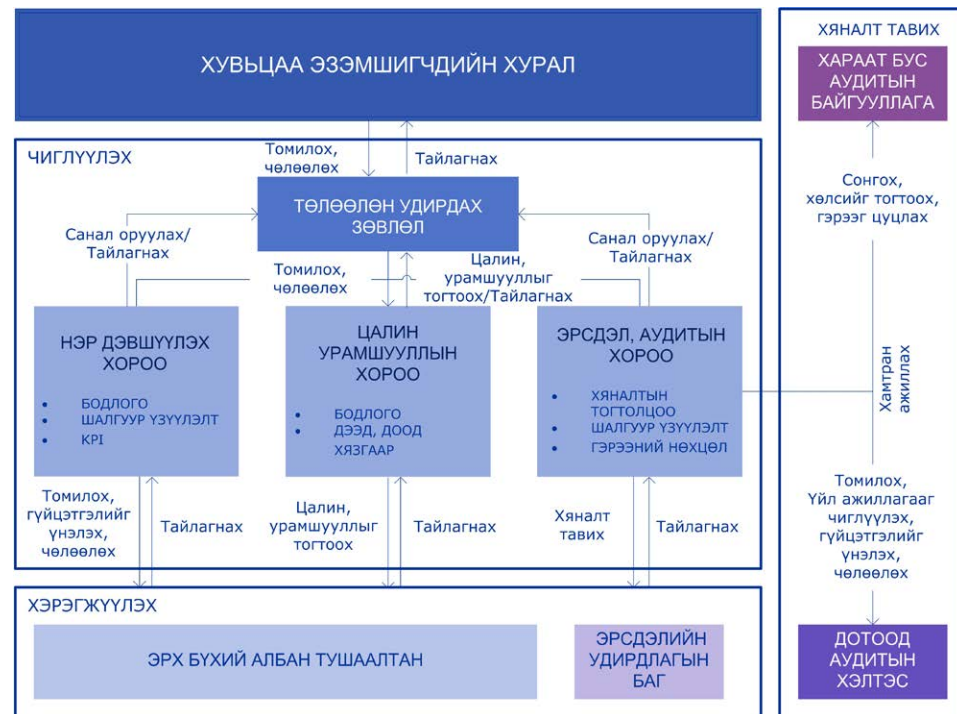 ХУВЬЦАА ЭЗЭМШИГЧДИЙН ХУРАЛ
ЧИГЛҮҮЛЭХ
Томилох,
чөлөөлөх
Тайлагнах
ТӨЛӨӨЛӨН УДИРДАХ
ЗӨВЛӨЛ
Санал оруулах/
Тайлагнах
Томилох,
чөлөөлөх
Цалин,
урамшууллыг
тогтоох/Тайлагнах
Санал оруулах/
Тайлагнах
НЭР ДЭВШҮҮЛЭХ
ХОРОО
• БОДЛОГО
• ШАЛГУУР ҮЗҮҮЛЭЛТ
• KPI
ЦАЛИН
УРАМШУУЛЛЫН
ХОРОО
• БОДЛОГО
• ДЭЭД, ДООД
ХЯЗГААР
ЭРСДЭЛ, АУДИТЫН
ХОРОО
• ХЯНАЛТЫН
ТОГТОЛЦОО
• ШАЛГУУР ҮЗҮҮЛЭЛТ
• ГЭРЭЭНИЙ НӨХЦӨЛ
Томилох,
гүйцэтгэлийг
үнэлэх,
чөлөөлөх
Тайлагнах
Цалин,
урамшууллыг
тогтоох
Тайлагнах
Хяналт
тавих
Тайлагнах
ХЭРЭГЖҮҮЛЭХ
ЭРХ БҮХИЙ АЛБАН ТУШААЛТАН
ЭРСДЭЛИЙН
УДИРДЛАГЫН
БАГ
ХЯНАЛТ ТАВИХ
ХАРААТ БУС
АУДИТЫН
БАЙГУУЛЛАГА
Сонгох,
хөлсийг тогтоох,
гэрээг цуцлах
Хамтран
ажиллах
Томилох,
Үйл ажиллагааг
чиглүүлэх,
гүйцэтгэлийг
үнэлэх,
чөлөөлөх
ДОТООД
АУДИТЫН
ХЭЛТЭС